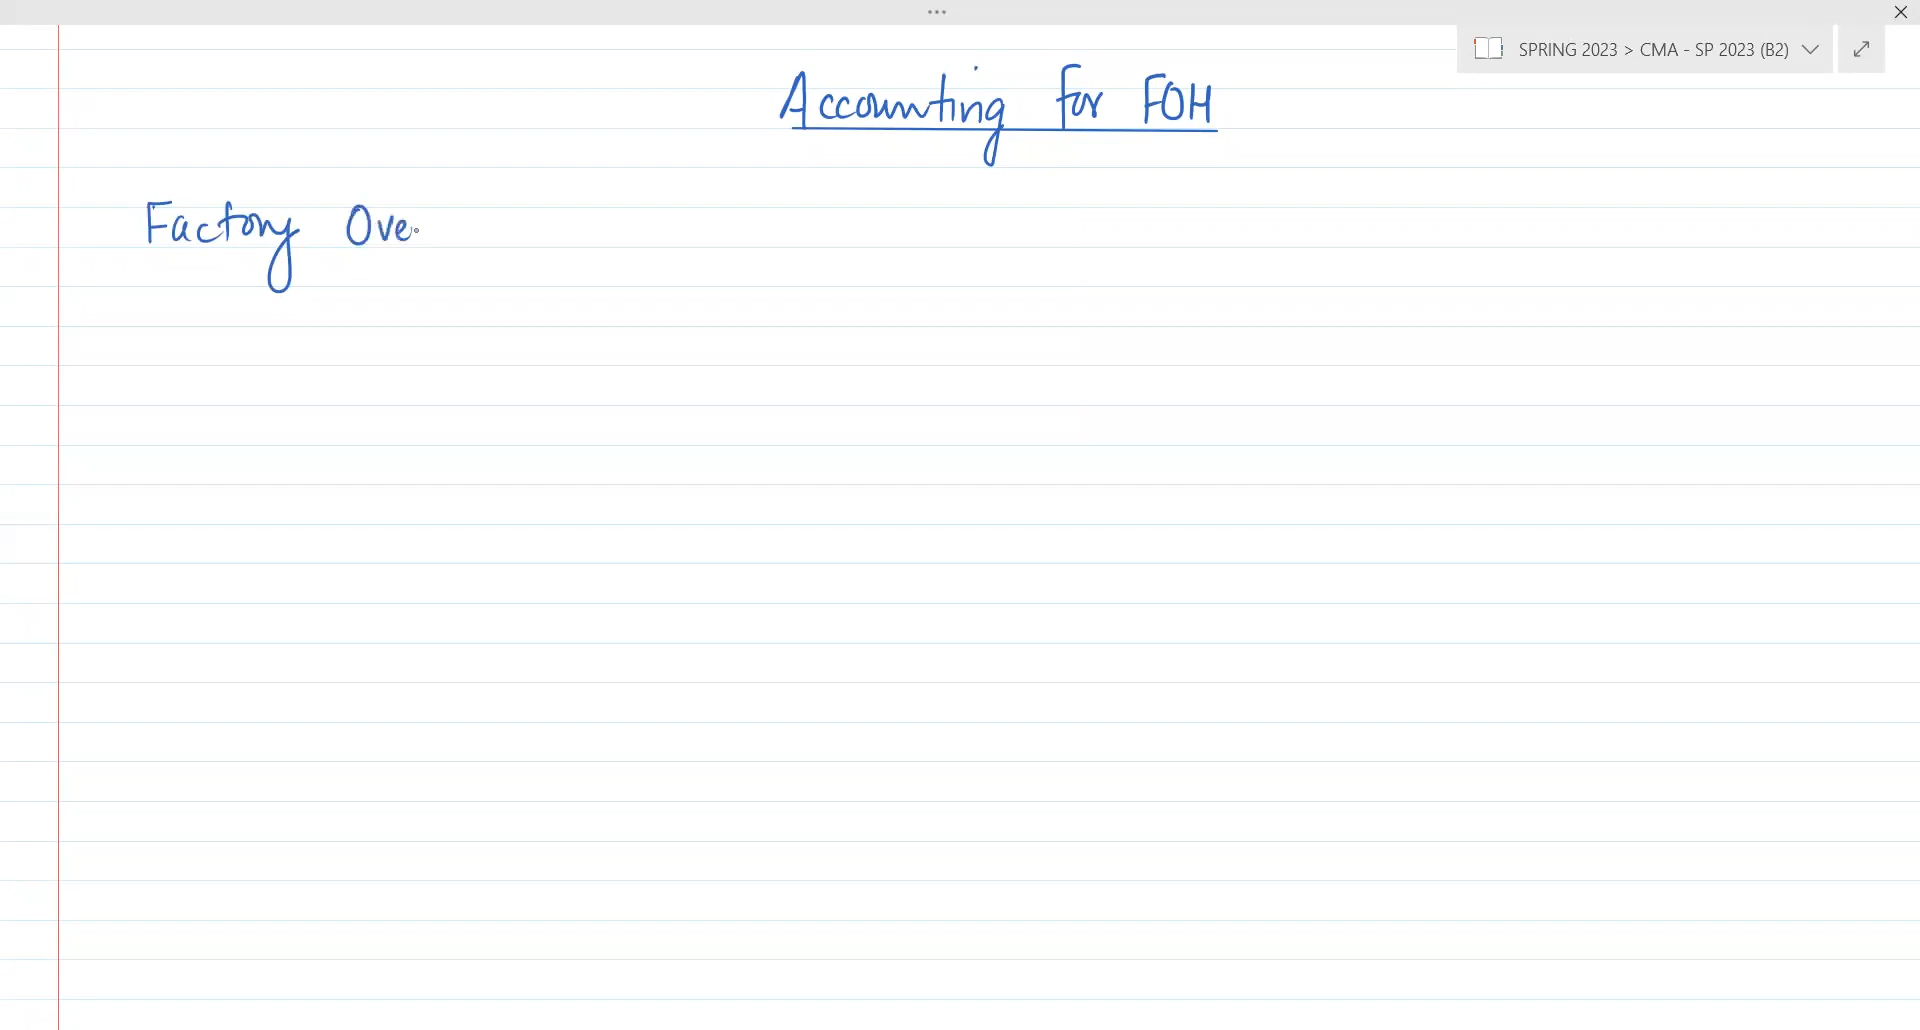 SPRING 2023 > CMA - SP 2023 (B2)
Accounting for FOH
Factory Ove